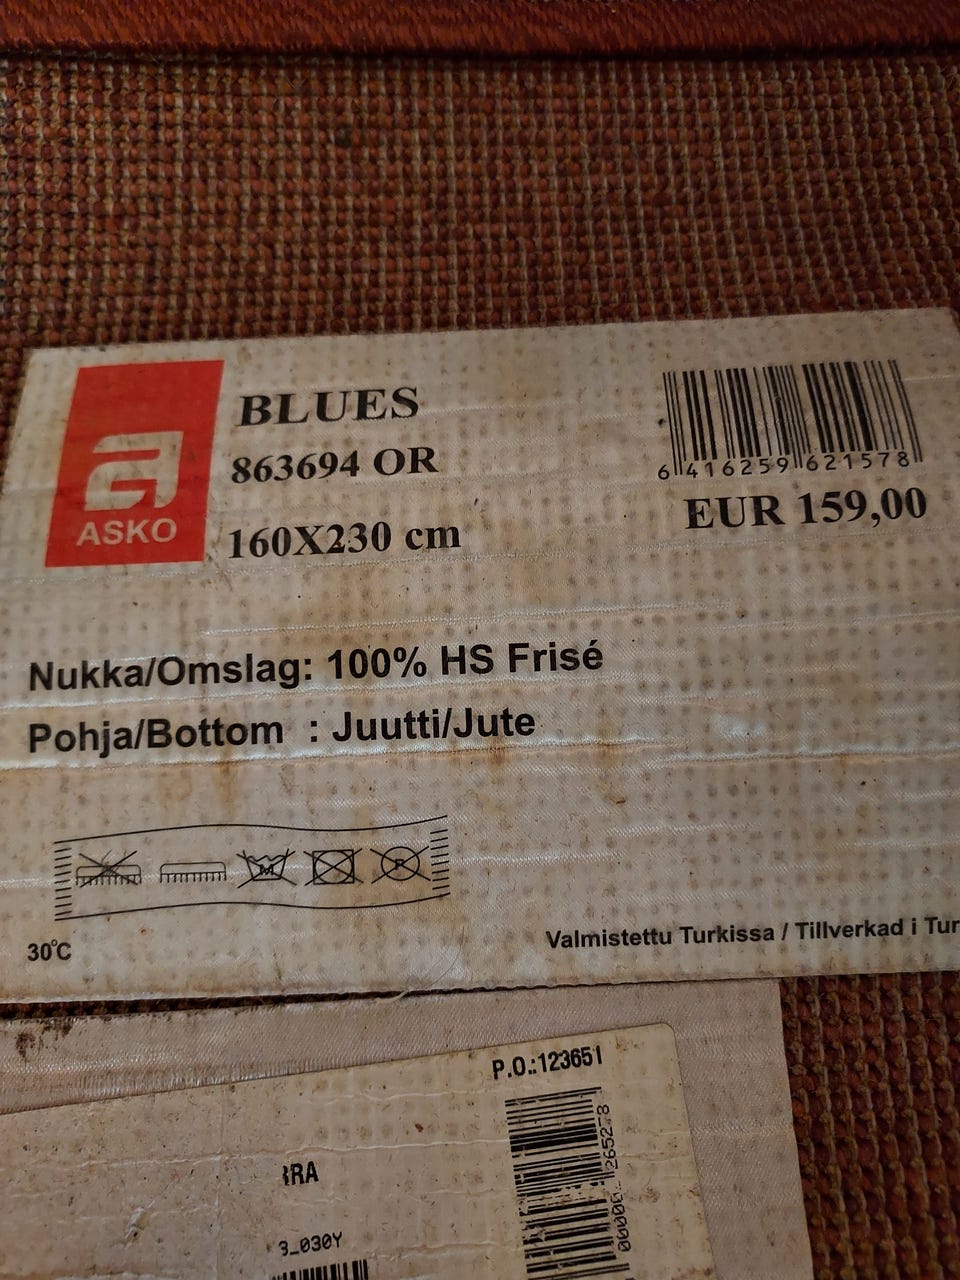 BLUES
863694 OR
160X230 cm
a
ASKO
6 416259 621578
EUR 159,00
Nukka/Omslag: 100% HS Frisé
Pohja/Bottom : Juutti/Jute
30°C
Valmistettu Turkissa / Tillverkad i Tur
P.O.:123651
RA
3_030Y